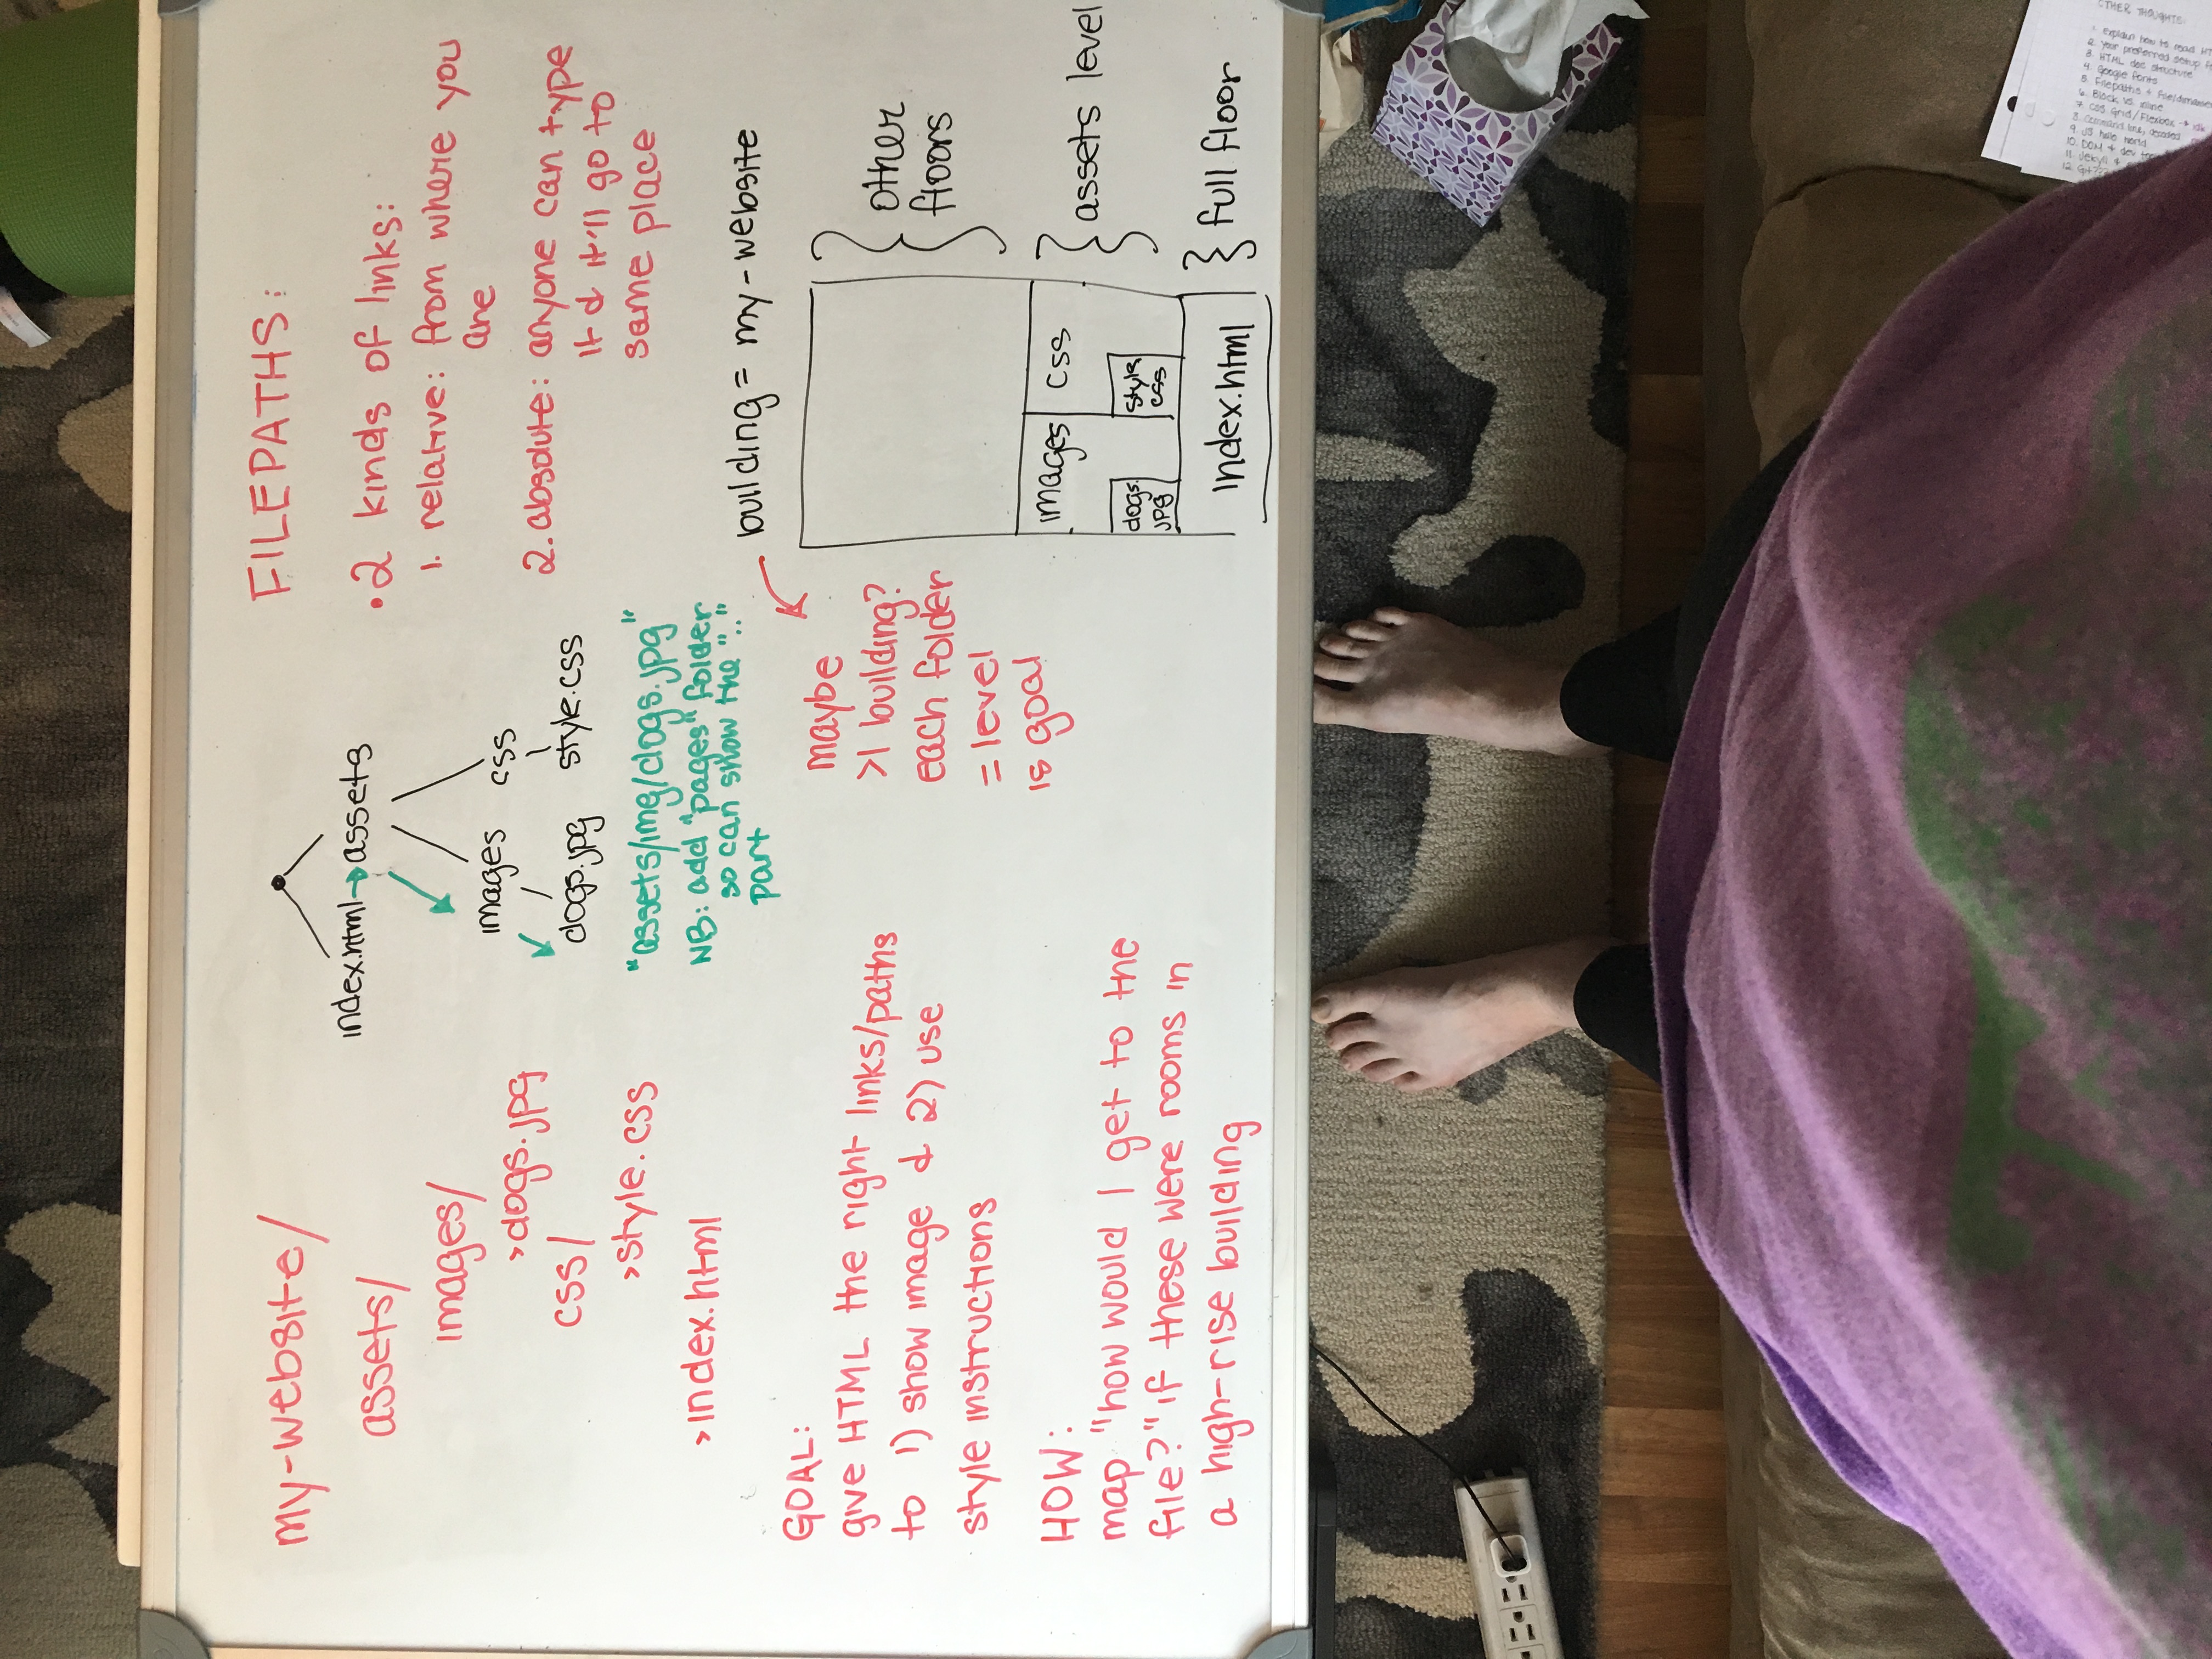 my-website/
assets/
images/
>dogs.jpg
css/
>style.css
>index.html
GOAL:
give HTML the right links/paths
to 1) show image & 2) use
style instructions
HOW:
map "how would I get to the
file?" if these were rooms in
a high-rise building
index.html→assets
images css
dogs.jpg style.css
"assets/img/dogs.jpg"
NB: add "pages" folder
so can show the ".."
part
FILEPATHS:
•2 kinds of links:
1. relative: from where you
are
2. absolute: anyone can type
it & it'll go to
same place
building = my-website
maybe
>1 building?
each folder
= level
is goal
other
floors
images css
assets level
dogs.
jpg
style
css
index.html
full floor